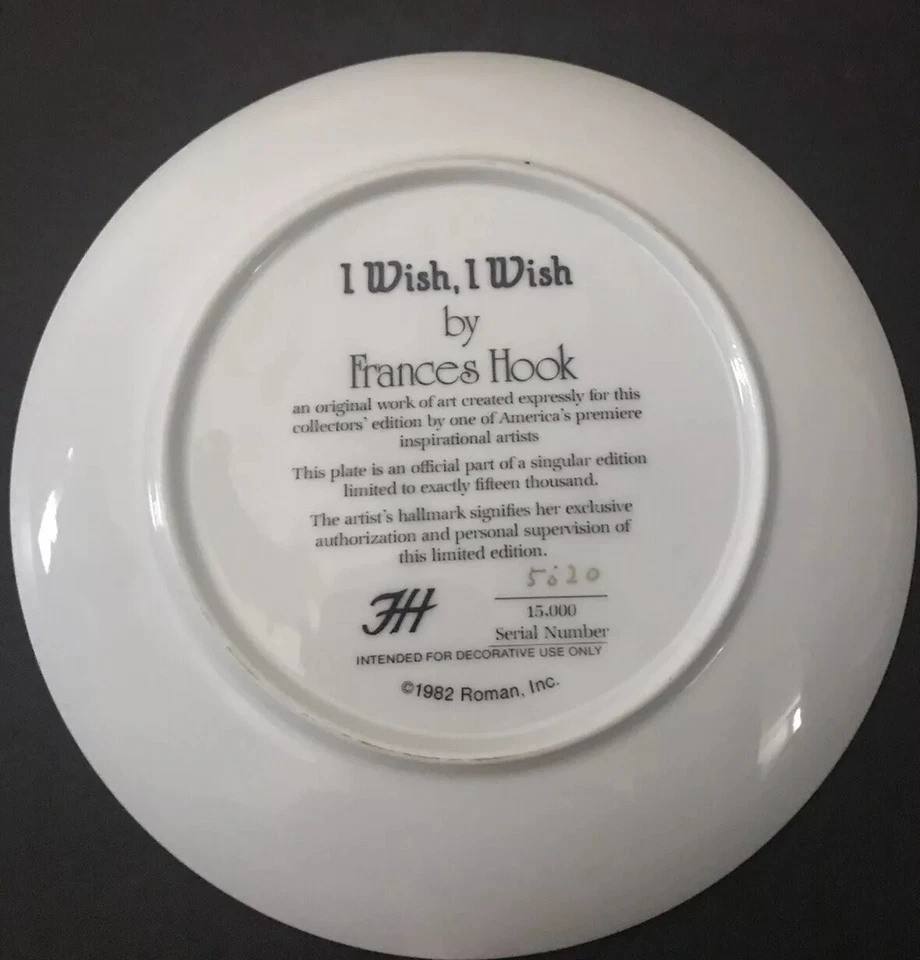 I Wish, I Wish
by
Frances Hook
an original work of art created expressly for this
collectors' edition by one of America's premiere
inspirational artists
This plate is an official part of a singular edition
limited to exactly fifteen thousand.
The artist's hallmark signifies her exclusive
authorization and personal supervision of
this limited edition.
FH
15,000
Serial Number
INTENDED FOR DECORATIVE USE ONLY
©1982 Roman, Inc.